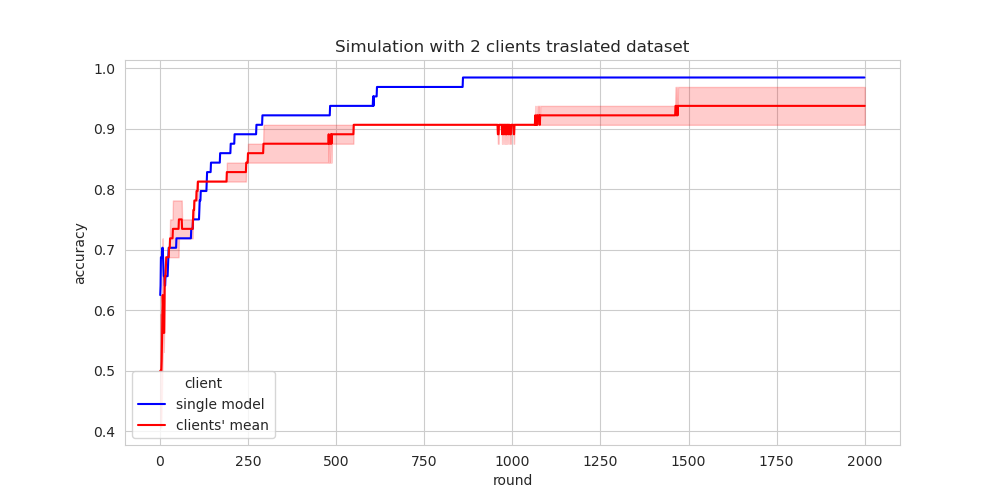 Simulation with 2 clients traslated dataset
1.0
0.9
0.8
0.7
0.6
0.5
0.4
accuracy
client
single model
clients' mean
0 250 500 750 1000 1250 1500 1750 2000
round